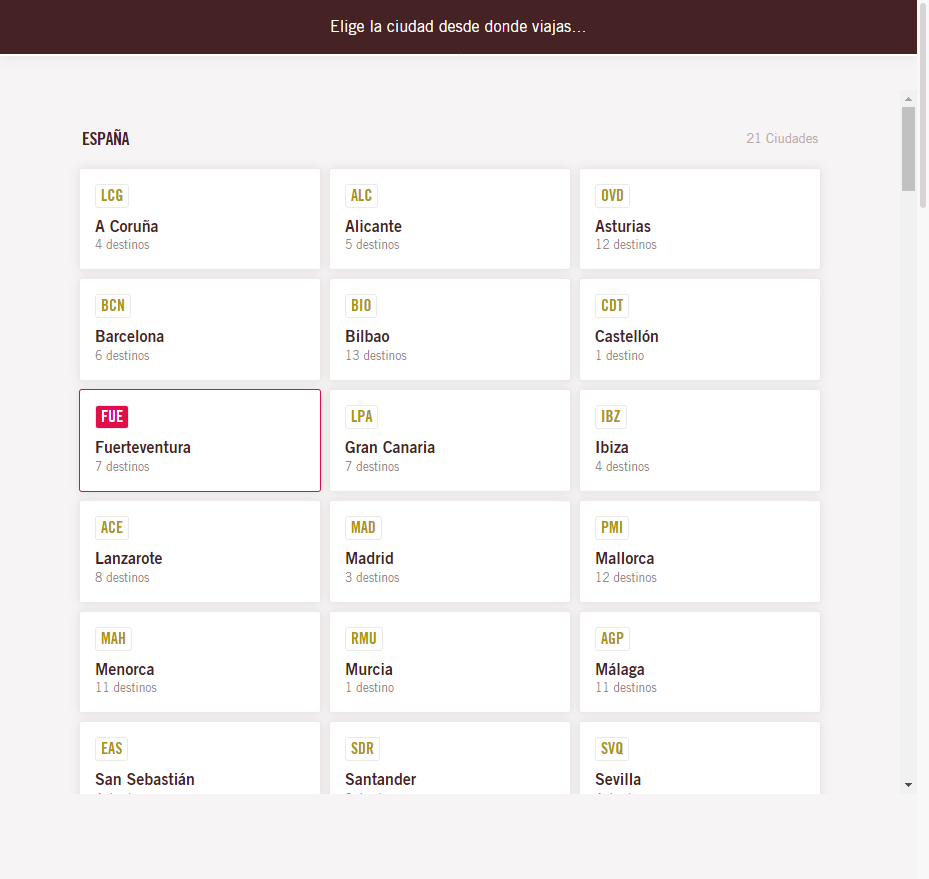 Elige la ciudad desde donde viajas...
ESPAÑA
21 Ciudades
LCG
A Coruña
4 destinos
ALC
Alicante
5 destinos
OVD
Asturias
12 destinos
BCN
Barcelona
6 destinos
BIO
Bilbao
13 destinos
CDT
Castellón
1 destino
FUE
Fuerteventura
7 destinos
LPA
Gran Canaria
7 destinos
IBZ
Ibiza
4 destinos
ACE
Lanzarote
8 destinos
MAD
Madrid
3 destinos
PMI
Mallorca
12 destinos
MAH
Menorca
11 destinos
RMU
Murcia
1 destino
AGP
Málaga
11 destinos
EAS
San Sebastián
SDR
Santander
SVQ
Sevilla